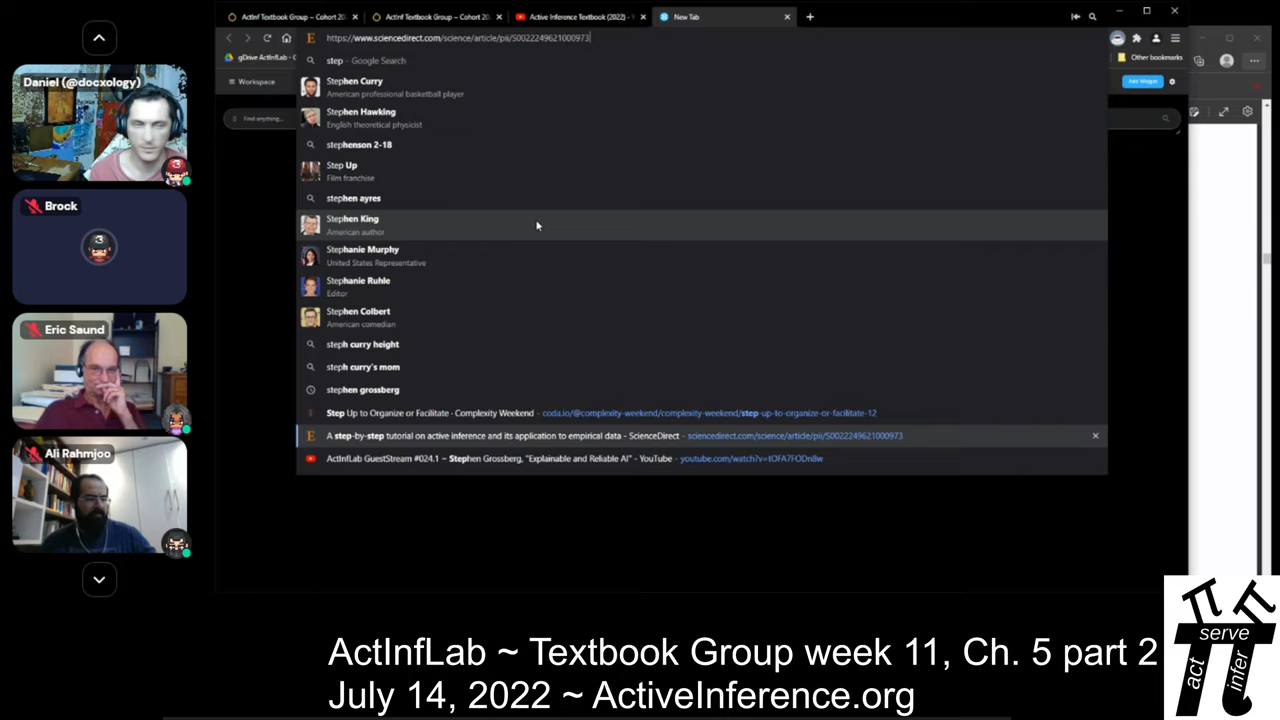 Daniel (@docxology)
Brock
Eric Saund
Ali Rahmjoo
ActInf Textbook Group ~ Cohort 20
ActInf Textbook Group ~ Cohort 20
Active Inference Textbook (2022) -
New Tab
https://www.sciencedirect.com/science/article/pii/S0022249621000973
gDrive ActInfLab
Other bookmarks
Workspace
Add Widget
Find anything...
step - Google Search
Stephen Curry
American professional basketball player
Stephen Hawking
English theoretical physicist
stephenson 2-18
Step Up
Film franchise
stephen ayres
Stephen King
American author
Stephanie Murphy
United States Representative
Stephanie Ruhle
Editor
Stephen Colbert
American comedian
steph curry height
steph curry's mom
stephen grossberg
Step Up to Organize or Facilitate - Complexity Weekend - coda.io/@complexity-weekend/complexity-weekend/step-up-to-organize-or-facilitate-12
A step-by-step tutorial on active inference and its application to empirical data - ScienceDirect - sciencedirect.com/science/article/pii/S0022249621000973
ActInfLab GuestStream #024.1 ~ Stephen Grossberg, "Explainable and Reliable AI" - YouTube - youtube.com/watch?v=tOFA7FODn8w
ActInfLab ~ Textbook Group week 11, Ch. 5 part 2
July 14, 2022 ~ ActiveInference.org
serve
act
infer